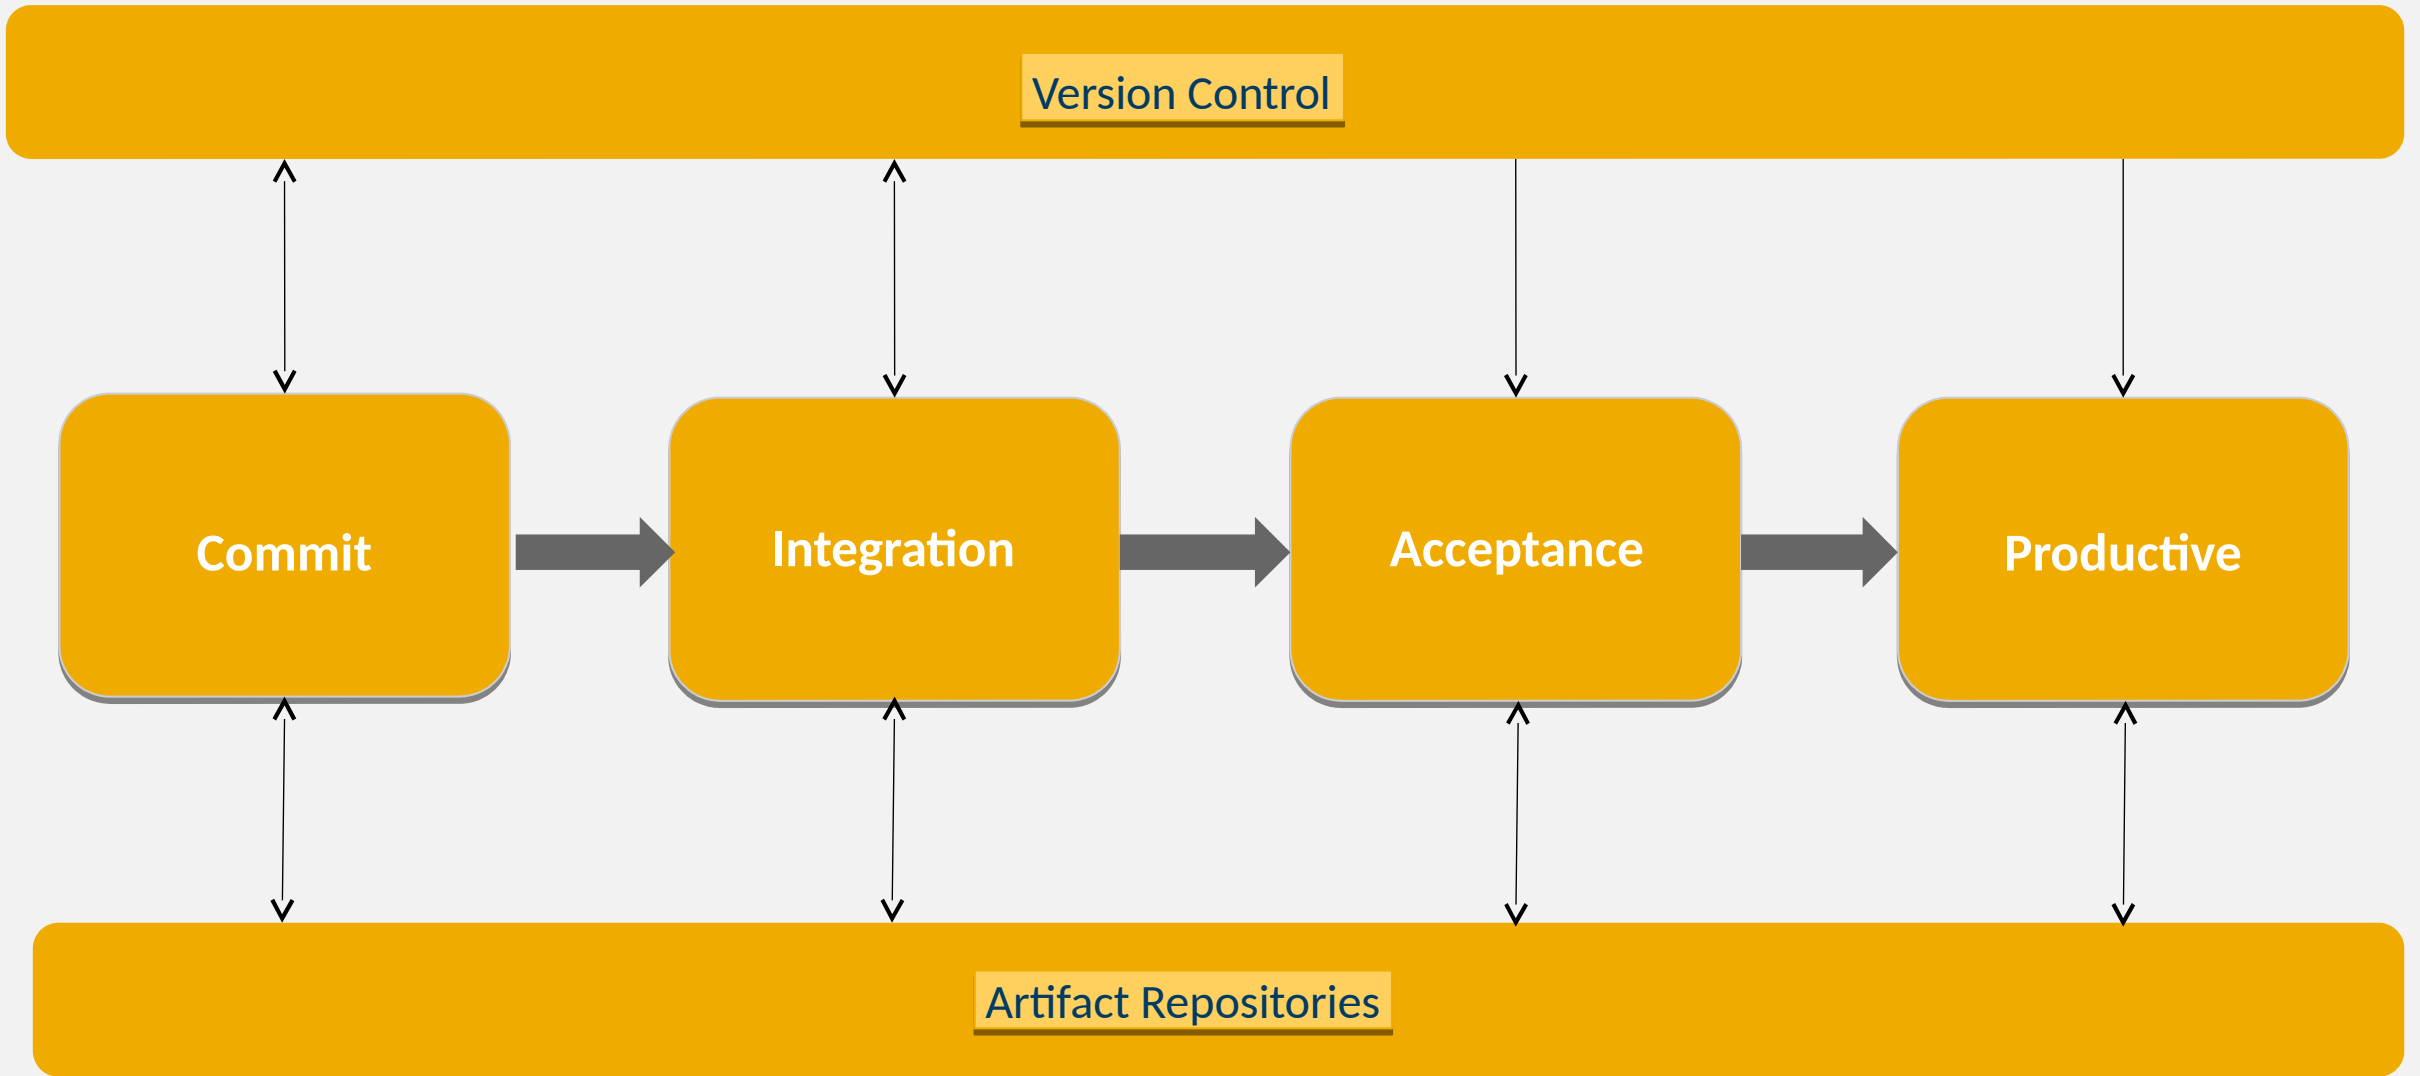 Version Control
Commit
Integration
Acceptance
Productive
Artifact Repositories